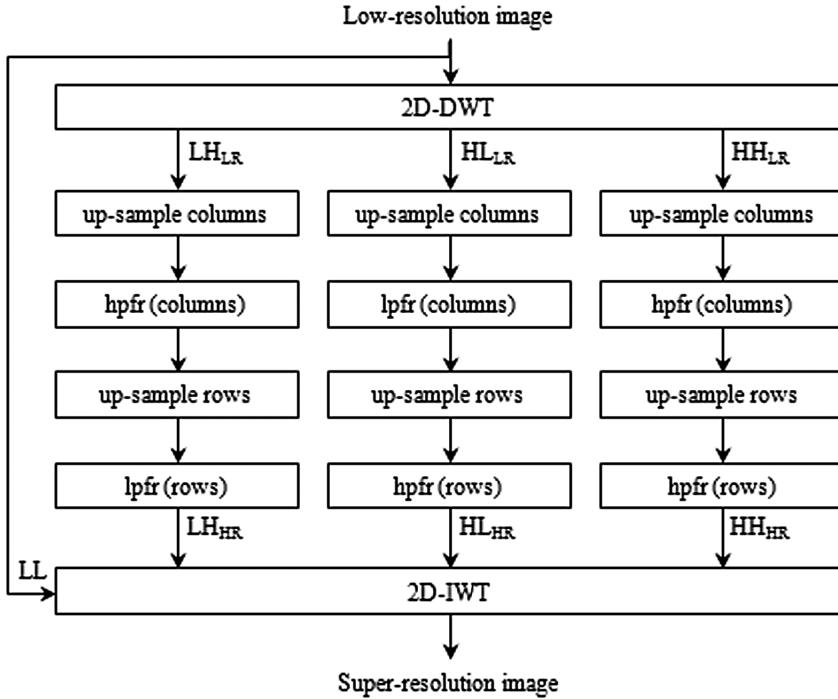 Low-resolution image
2D-DWT
LH_LR HL_LR HH_LR
up-sample columns up-sample columns up-sample columns
hpfr (columns) lpfr (columns) hpfr (columns)
up-sample rows up-sample rows up-sample rows
lpfr (rows) hpfr (rows) hpfr (rows)
LH_HR HL_HR HH_HR
LL
2D-IWT
Super-resolution image